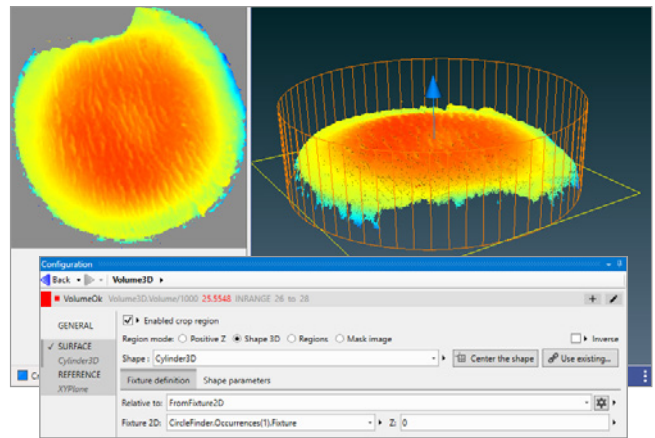 Configuration
Back Volume3D
VolumeOk Volume3D.Volume/1000 25.5548 INRANGE 26 to 28
GENERAL
SURFACE
Cylinder3D
REFERENCE
XYPlane
Enabled crop region
Region mode: Positive Z Shape 3D Regions Mask image Inverse
Shape : Cylinder3D Center the shape Use existing...
Fixture definition Shape parameters
Relative to: FromFixture2D
Fixture 2D: CircleFinder.Occurrences(1).Fixture Z: 0